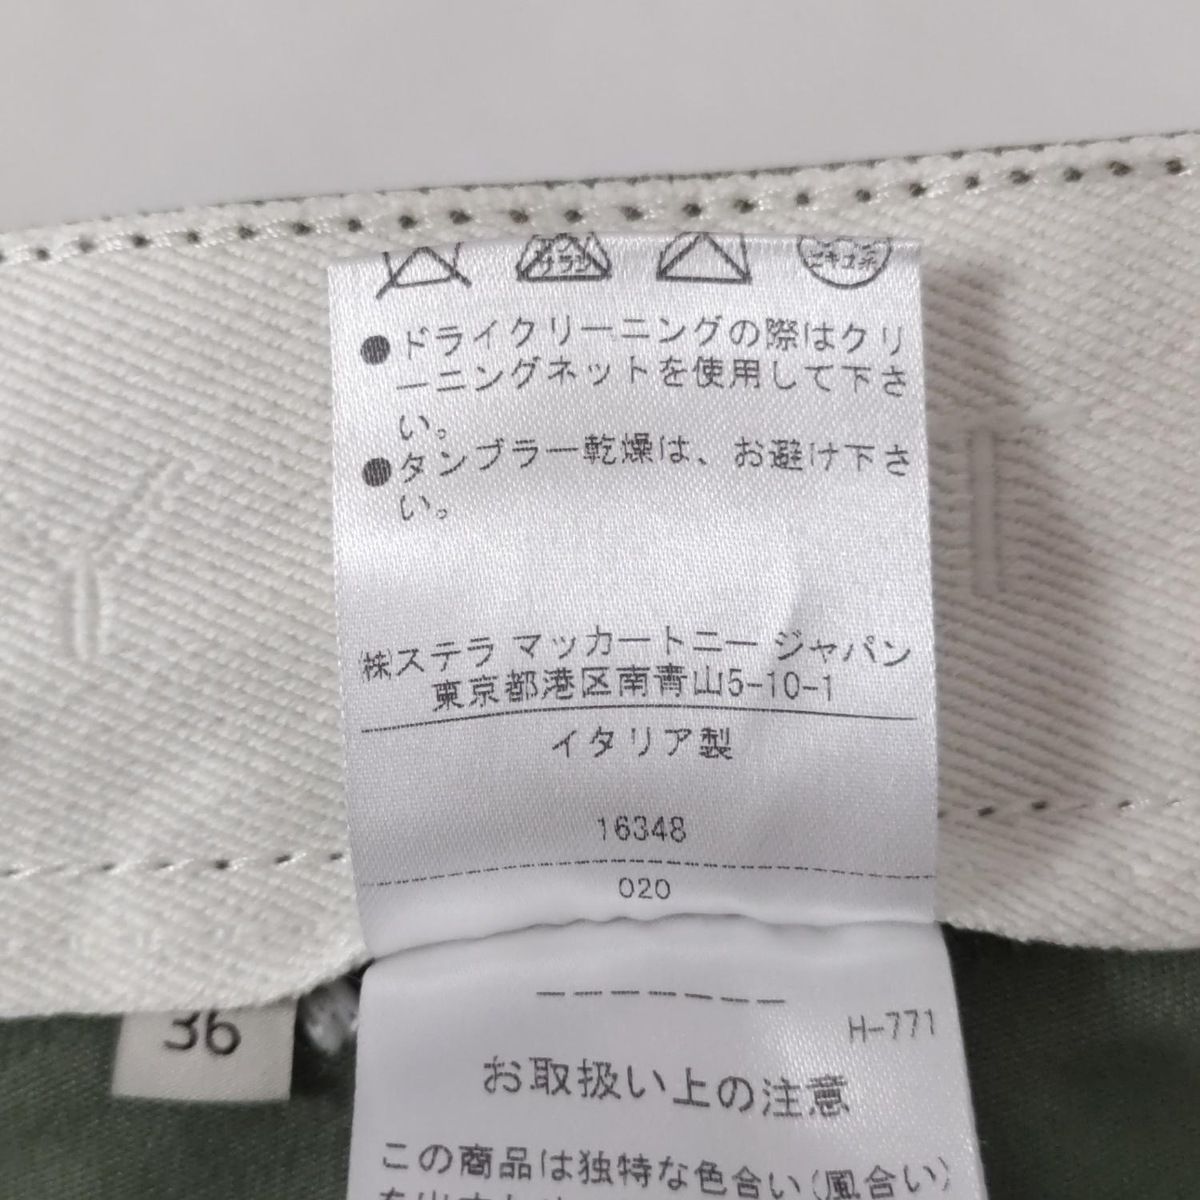 セキユ系
●ドライクリーニングの際はクリ
ーニングネットを使用して下さ
い。
●タンブラー乾燥は、お避け下さ
い。
㈱ステラ マッカートニー ジャパン
東京都港区南青山5-10-1
イタリア製
16348
020
36
H-771
お取扱い上の注意
この商品は独特な色合い(風合い)